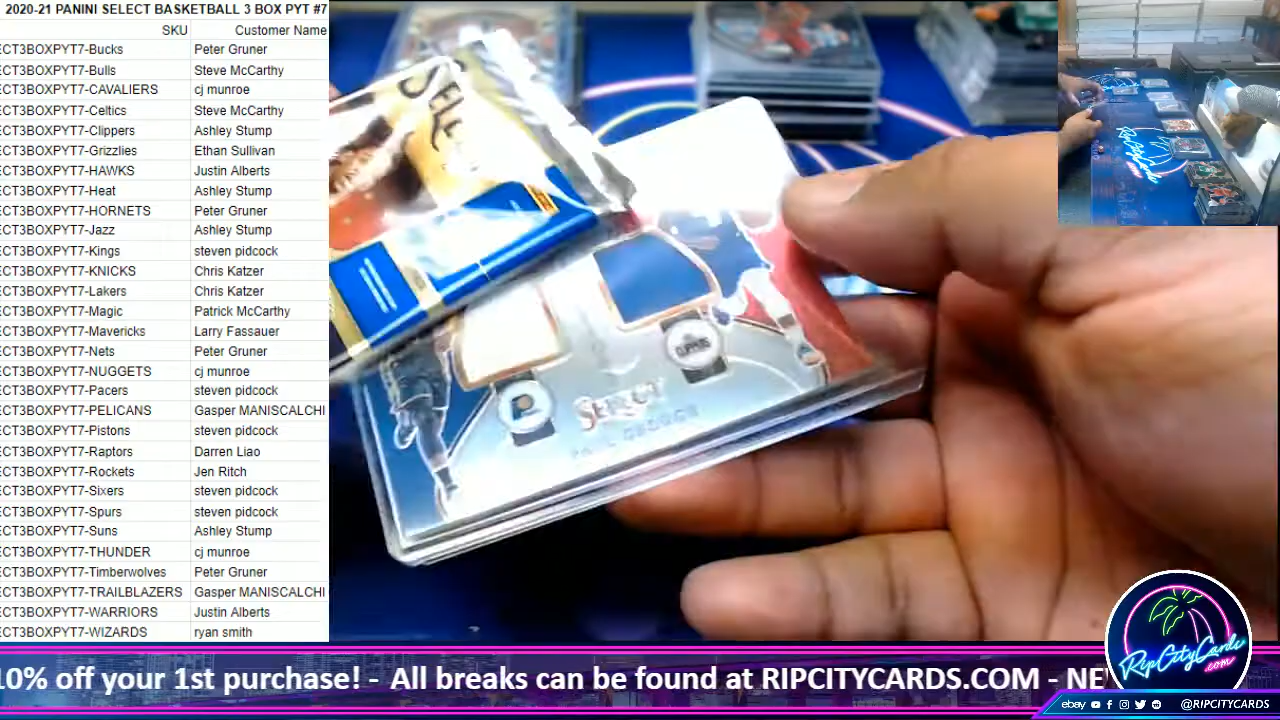 2020-21 PANINI SELECT BASKETBALL 3 BOX PYT #7
SKU Customer Name
ECT3BOXPYT7-Bucks Peter Gruner
ECT3BOXPYT7-Bulls Steve McCarthy
ECT3BOXPYT7-CAVALIERS cj munroe
ECT3BOXPYT7-Celtics Steve McCarthy
ECT3BOXPYT7-Clippers Ashley Stump
ECT3BOXPYT7-Grizzlies Ethan Sullivan
ECT3BOXPYT7-HAWKS Justin Alberts
ECT3BOXPYT7-Heat Ashley Stump
ECT3BOXPYT7-HORNETS Peter Gruner
ECT3BOXPYT7-Jazz Ashley Stump
ECT3BOXPYT7-Kings steven pidcock
ECT3BOXPYT7-KNICKS Chris Katzer
ECT3BOXPYT7-Lakers Chris Katzer
ECT3BOXPYT7-Magic Patrick McCarthy
ECT3BOXPYT7-Mavericks Larry Fassauer
ECT3BOXPYT7-Nets Peter Gruner
ECT3BOXPYT7-NUGGETS cj munroe
ECT3BOXPYT7-Pacers steven pidcock
ECT3BOXPYT7-PELICANS Gasper MANISCALCHI
ECT3BOXPYT7-Pistons steven pidcock
ECT3BOXPYT7-Raptors Darren Liao
ECT3BOXPYT7-Rockets Jen Ritch
ECT3BOXPYT7-Sixers steven pidcock
ECT3BOXPYT7-Spurs steven pidcock
ECT3BOXPYT7-Suns Ashley Stump
ECT3BOXPYT7-THUNDER cj munroe
ECT3BOXPYT7-Timberwolves Peter Gruner
ECT3BOXPYT7-TRAILBLAZERS Gasper MANISCALCHI
ECT3BOXPYT7-WARRIORS Justin Alberts
ECT3BOXPYT7-WIZARDS ryan smith
SELE
CLIPPERS
SELECT
PAUL GEORGE
RipCityCards
RipCityCards
.com
10% off your 1st purchase! - All breaks can be found at RIPCITYCARDS.COM - NE
ebay @RIPCITYCARDS